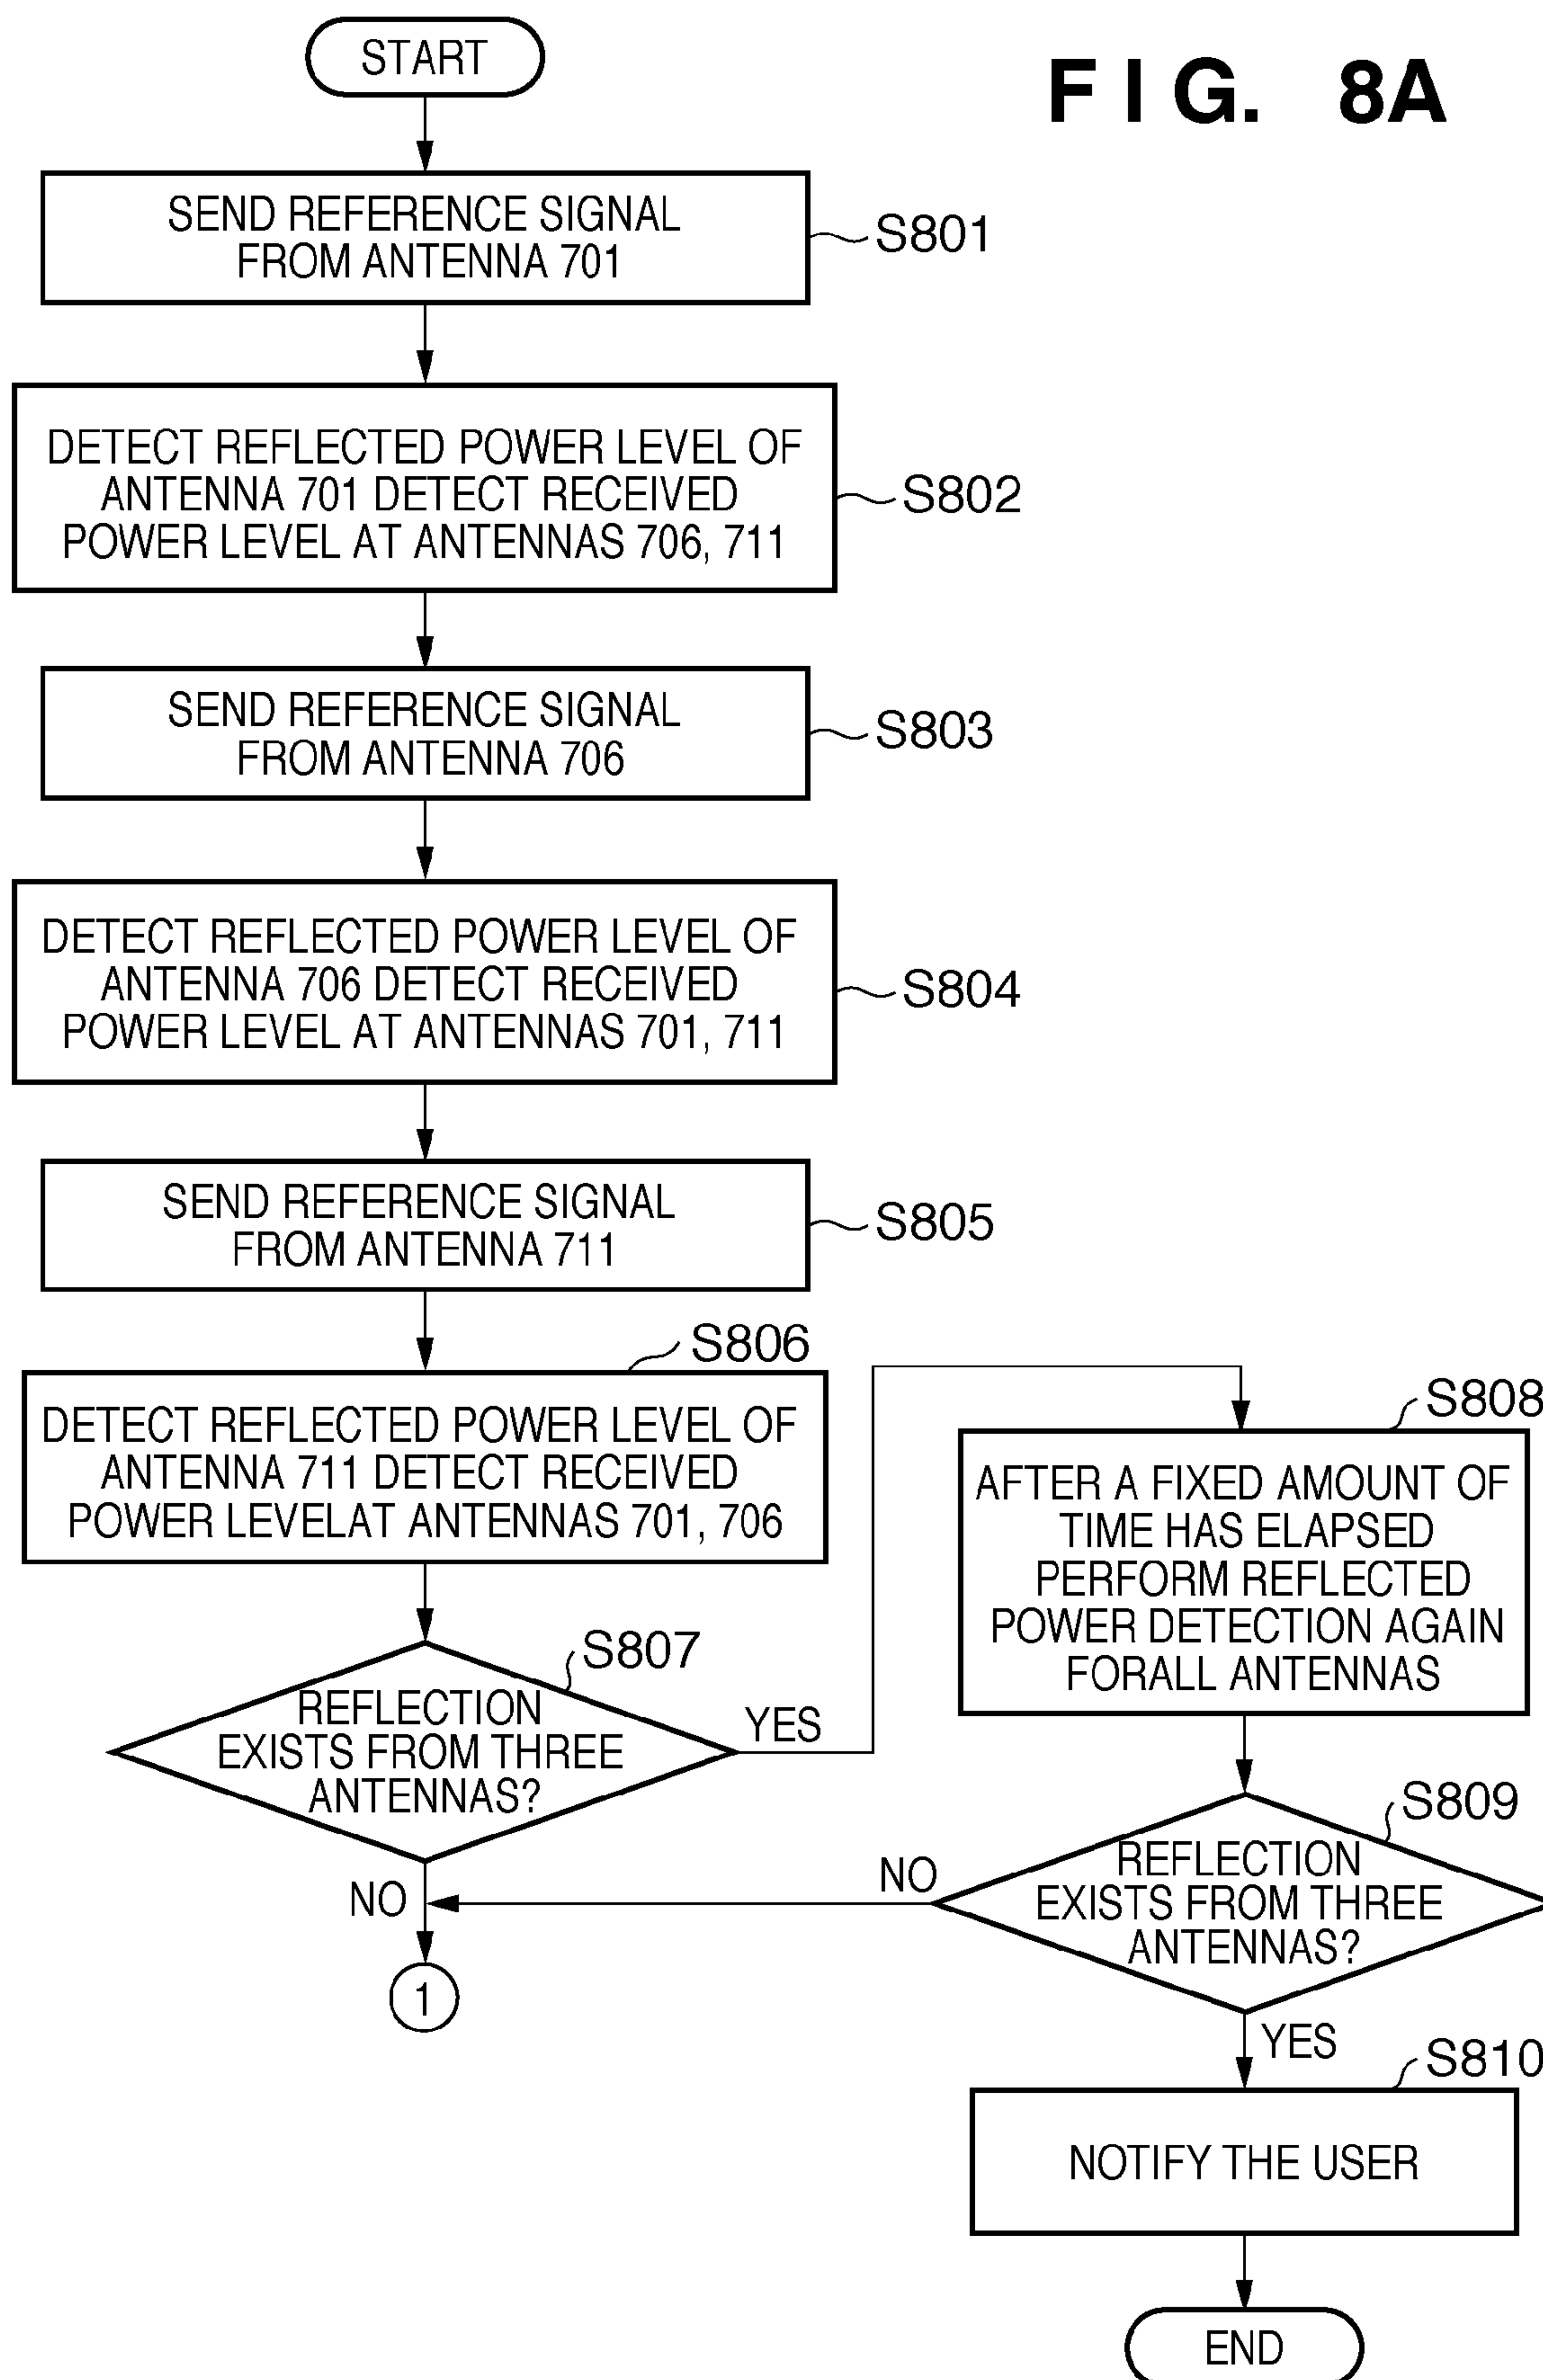 START
FIG. 8A
SEND REFERENCE SIGNAL
FROM ANTENNA 701
S801
DETECT REFLECTED POWER LEVEL OF
ANTENNA 701 DETECT RECEIVED
POWER LEVEL AT ANTENNAS 706, 711
S802
SEND REFERENCE SIGNAL
FROM ANTENNA 706
S803
DETECT REFLECTED POWER LEVEL OF
ANTENNA 706 DETECT RECEIVED
POWER LEVEL AT ANTENNAS 701, 711
S804
SEND REFERENCE SIGNAL
FROM ANTENNA 711
S805
S806
DETECT REFLECTED POWER LEVEL OF
ANTENNA 711 DETECT RECEIVED
POWER LEVELAT ANTENNAS 701, 706
S807
REFLECTION
EXISTS FROM THREE
ANTENNAS?
YES
NO
1
S808
AFTER A FIXED AMOUNT OF
TIME HAS ELAPSED
PERFORM REFLECTED
POWER DETECTION AGAIN
FORALL ANTENNAS
S809
REFLECTION
EXISTS FROM THREE
ANTENNAS?
NO
YES
S810
NOTIFY THE USER
END